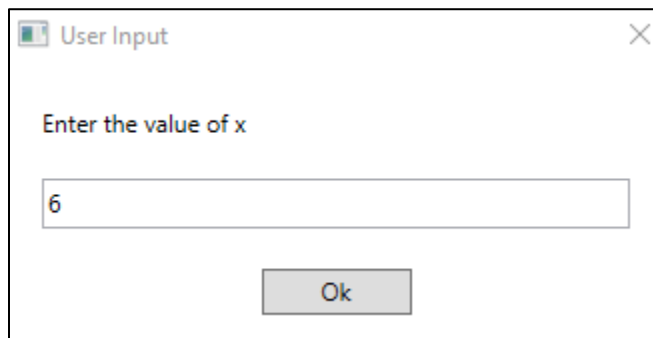 User Input
Enter the value of x
6
Ok